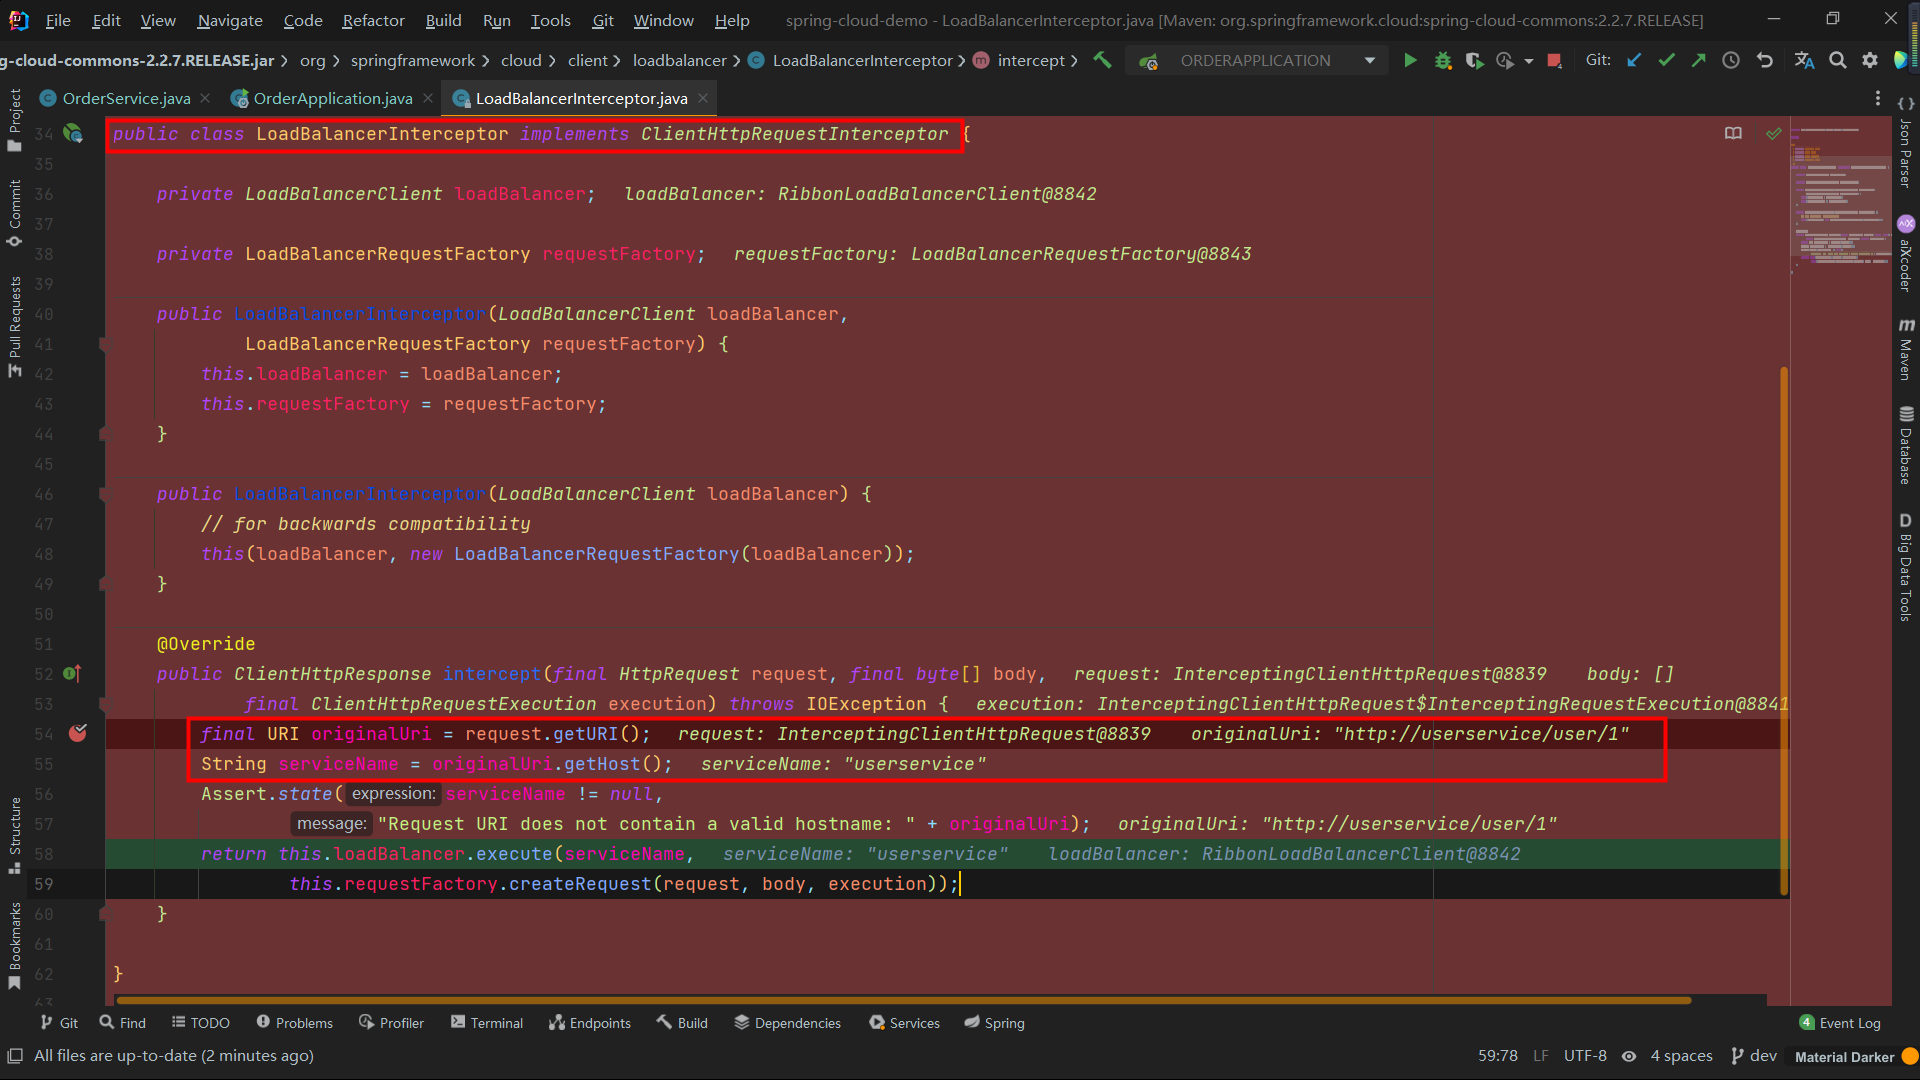 File Edit View Navigate Code Refactor Build Run Tools Git Window Help spring-cloud-demo - LoadBalancerInterceptor.java [Maven: org.springframework.cloud:spring-cloud-commons:2.2.7.RELEASE]
g-cloud-commons-2.2.7.RELEASE.jar org springframework cloud client loadbalancer LoadBalancerInterceptor intercept ORDERAPPLICATION Git:
OrderService.java OrderApplication.java LoadBalancerInterceptor.java
34 public class LoadBalancerInterceptor implements ClientHttpRequestInterceptor {
35
36 private LoadBalancerClient loadBalancer; loadBalancer: RibbonLoadBalancerClient@8842
37
38 private LoadBalancerRequestFactory requestFactory; requestFactory: LoadBalancerRequestFactory@8843
39
40 public LoadBalancerInterceptor(LoadBalancerClient loadBalancer,
41 LoadBalancerRequestFactory requestFactory) {
42 this.loadBalancer = loadBalancer;
43 this.requestFactory = requestFactory;
44 }
45
46 public LoadBalancerInterceptor(LoadBalancerClient loadBalancer) {
47 // for backwards compatibility
48 this(loadBalancer, new LoadBalancerRequestFactory(loadBalancer));
49 }
50
51 @Override
52 public ClientHttpResponse intercept(final HttpRequest request, final byte[] body, request: InterceptingClientHttpRequest@8839 body: []
53 final ClientHttpRequestExecution execution) throws IOException { execution: InterceptingClientHttpRequest$InterceptingRequestExecution@8841
54 final URI originalUri = request.getURI(); request: InterceptingClientHttpRequest@8839 originalUri: "http://userservice/user/1"
55 String serviceName = originalUri.getHost(); serviceName: "userservice"
56 Assert.state( expression: serviceName != null,
57 message: "Request URI does not contain a valid hostname: " + originalUri); originalUri: "http://userservice/user/1"
58 return this.loadBalancer.execute(serviceName, serviceName: "userservice" loadBalancer: RibbonLoadBalancerClient@8842
59 this.requestFactory.createRequest(request, body, execution));
60 }
61
62 }
63
Project
Commit
Pull Requests
Structure
Bookmarks
Json Parser
aiXcoder
Maven
Database
Big Data Tools
Git Find TODO Problems Profiler Terminal Endpoints Build Dependencies Services Spring 4 Event Log
All files are up-to-date (2 minutes ago) 59:78 LF UTF-8 4 spaces dev Material Darker